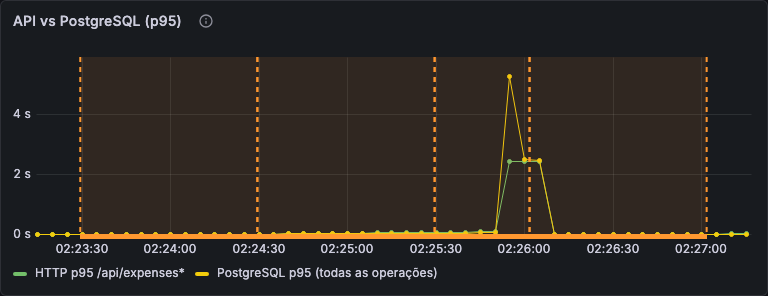 API vs PostgreSQL (p95)
4 s
2 s
0 s
02:23:30 02:24:00 02:24:30 02:25:00 02:25:30 02:26:00 02:26:30 02:27:00
HTTP p95 /api/expenses* PostgreSQL p95 (todas as operações)